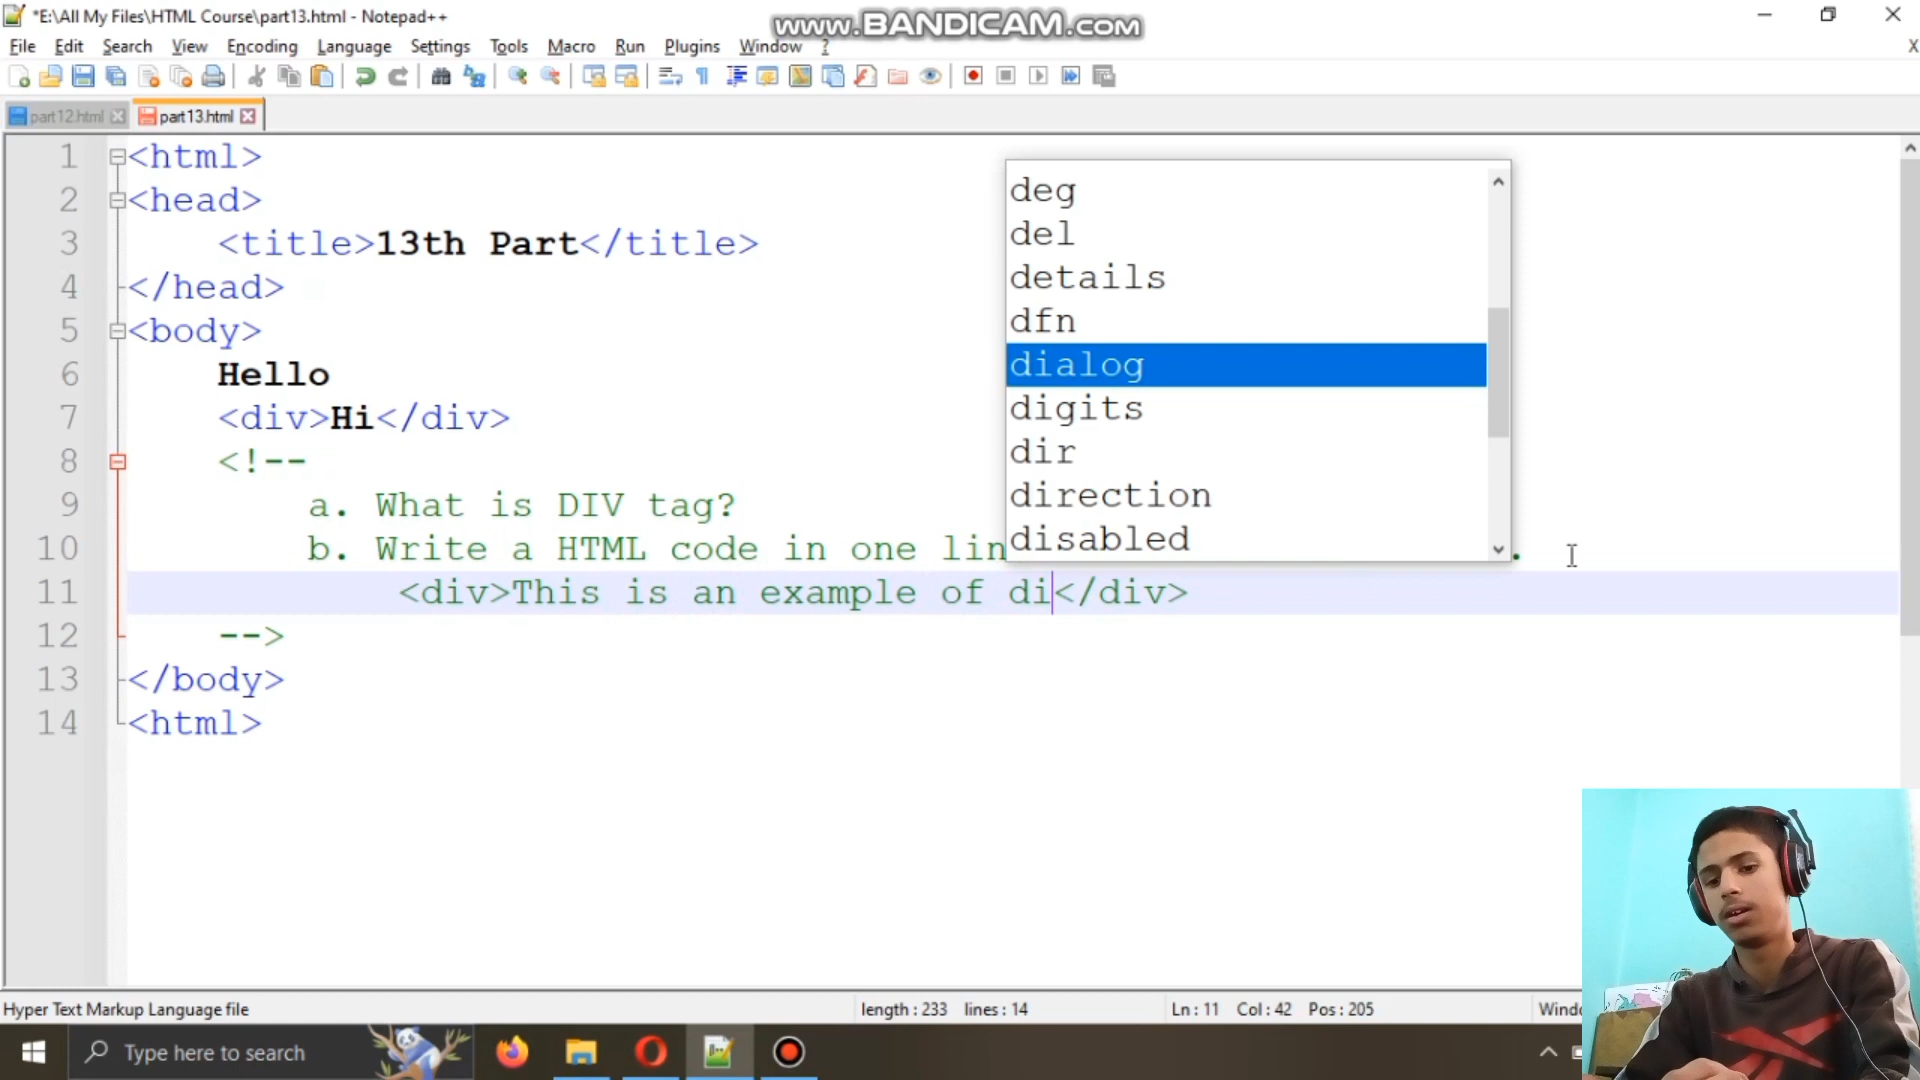 *E:\All My Files\HTML Course\part13.html - Notepad++
www.BANDICAM.com
File Edit Search View Encoding Language Settings Tools Macro Run Plugins Window ?
X
part12.html part13.html
1 <html>
2 <head>
3 <title>13th Part</title>
4 </head>
5 <body>
6 Hello
7 <div>Hi</div>
8 <!--
9 a. What is DIV tag?
10 b. Write a HTML code in one lin .
11 <div>This is an example of di</div>
12 -->
13 </body>
14 <html>
deg
del
details
dfn
dialog
digits
dir
direction
disabled
Hyper Text Markup Language file length : 233 lines : 14 Ln : 11 Col : 42 Pos : 205 Windo
Type here to search